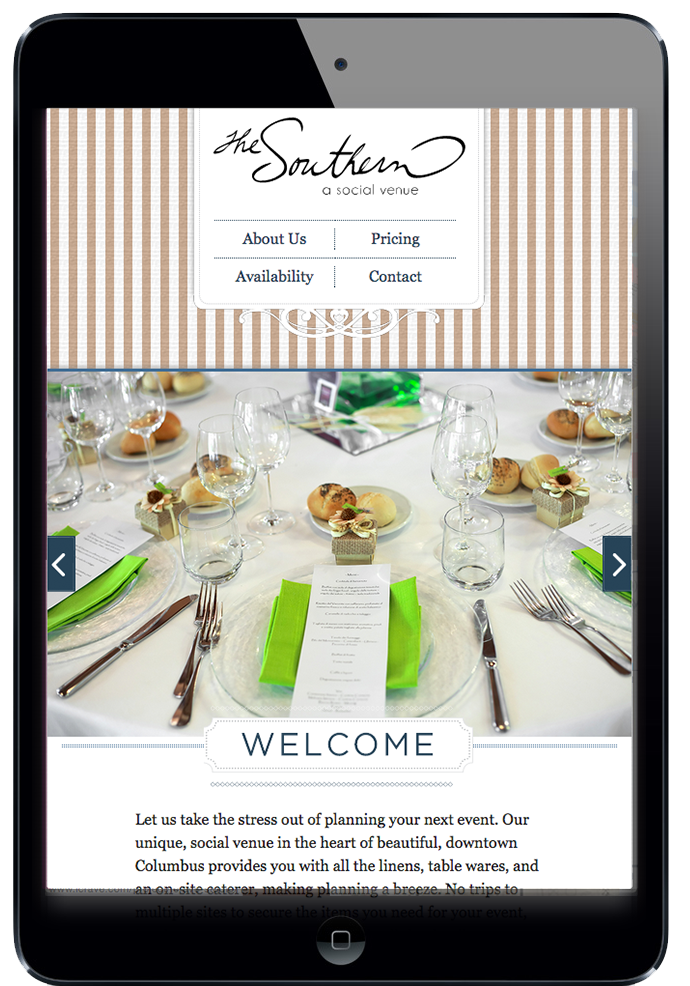 The Southern
a social venue
About Us
Pricing
Availability
Contact
WELCOME
Let us take the stress out of planning your next event. Our
unique, social venue in the heart of beautiful, downtown
Columbus provides you with all the linens, table wares, and
an on-site caterer, making planning a breeze. No trips to
multiple sites to secure the items you need for your event.